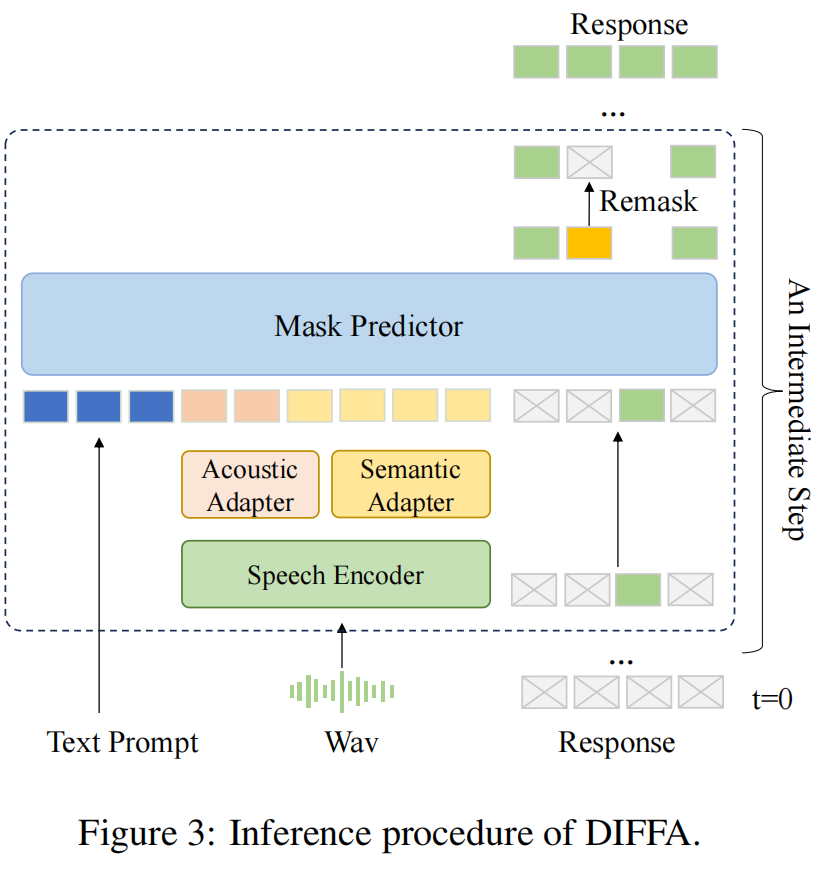 Response
...
Remask
Mask Predictor
Acoustic
Adapter
Semantic
Adapter
Speech Encoder
An Intermediate Step
...
t=0
Text Prompt
Wav
Response
Figure 3: Inference procedure of DIFFA.